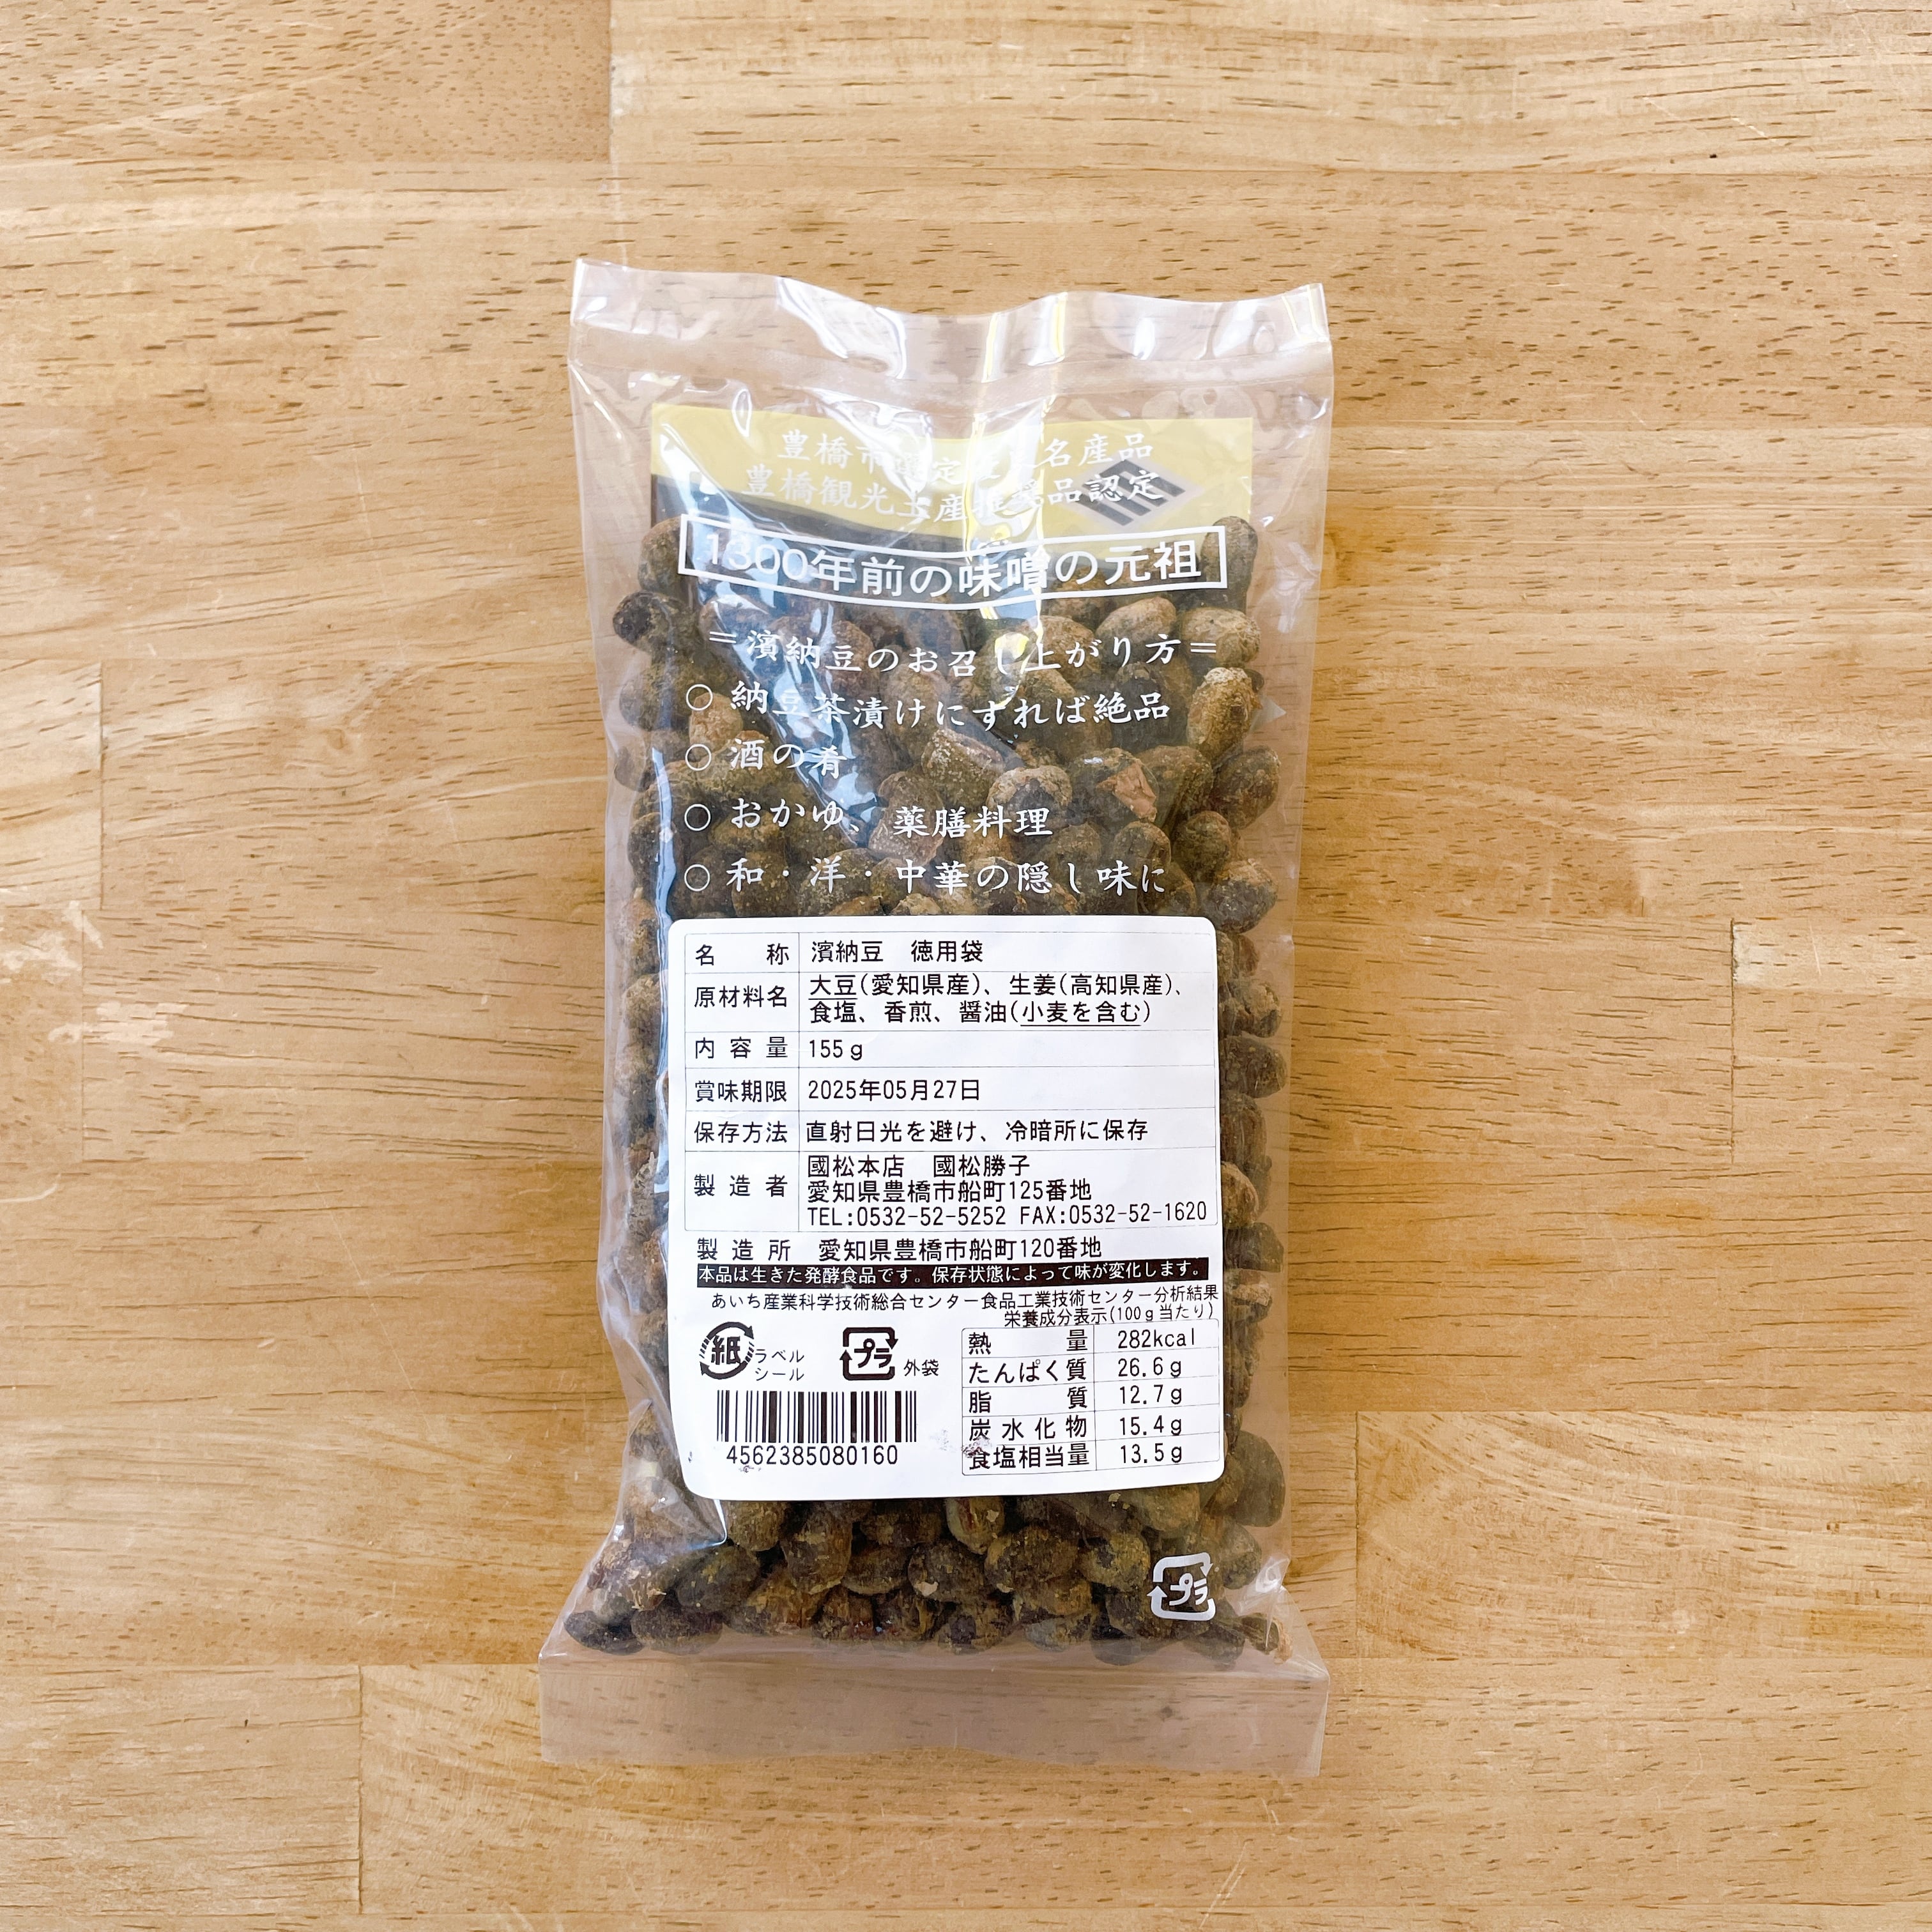 豊橋市 定 名産品
豊橋観光土産推奨品認定
1300年前の味噌の元祖
=濱納豆のお召し上がり方=
○ 納豆茶漬けにすれば絶品
○ 酒の肴
○ おかゆ、薬膳料理
○ 和・洋・中華の隠し味に
名称 濱納豆 徳用袋
原材料名 大豆(愛知県産)、生姜(高知県産)、
食塩、香煎、醤油(小麦を含む)
内容量 155g
賞味期限 2025年05月27日
保存方法 直射日光を避け、冷暗所に保存
製造者 國松本店 國松勝子
愛知県豊橋市船町125番地
TEL:0532-52-5252 FAX:0532-52-1620
製造所 愛知県豊橋市船町120番地
本品は生きた発酵食品です。保存状態によって味が変化します。
あいち産業科学技術総合センター食品工業技術センター分析結果
栄養成分表示(100g当たり)
熱量 282kcal
たんぱく質 26.6g
脂質 12.7g
炭水化物 15.4g
食塩相当量 13.5g
紙 ラベル
シール
プラ 外袋
4562385080160
プラ